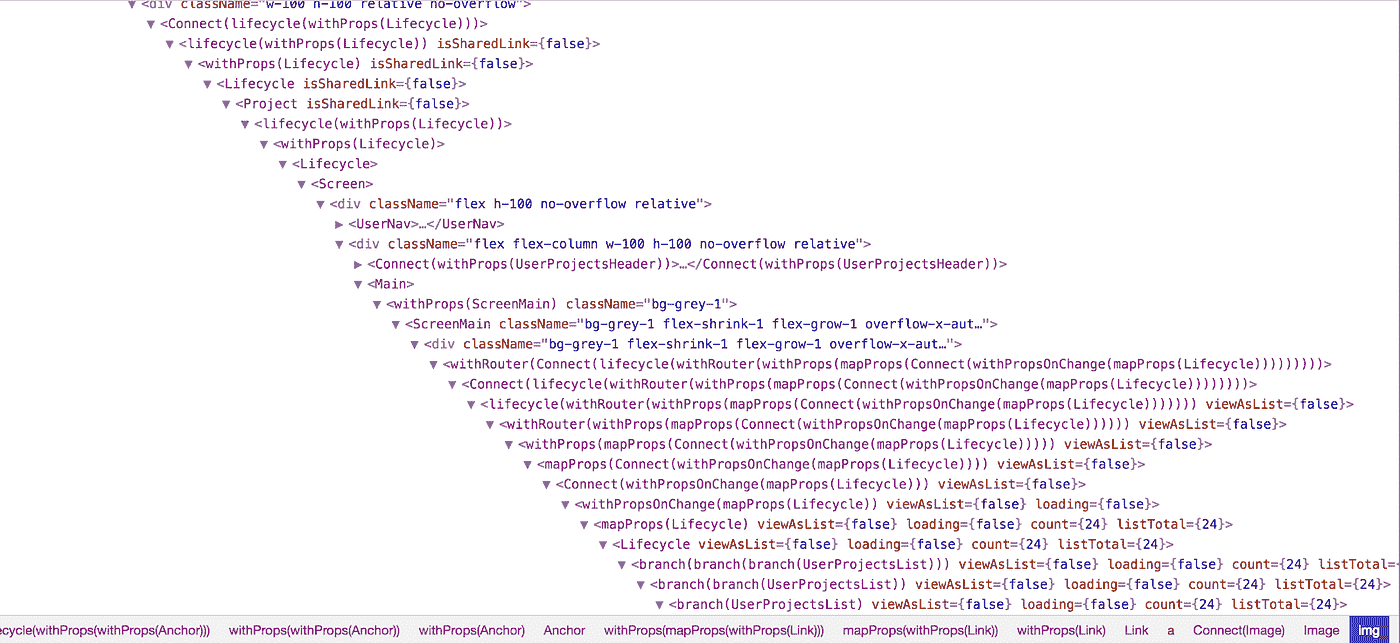 ▼<div className="w-100 h-100 relative no-overflow">
▼<Connect(lifecycle(withProps(Lifecycle)))>
▼<lifecycle(withProps(Lifecycle)) isSharedLink={false}>
▼<withProps(Lifecycle) isSharedLink={false}>
▼<Lifecycle isSharedLink={false}>
▼<Project isSharedLink={false}>
▼<lifecycle(withProps(Lifecycle))>
▼<withProps(Lifecycle)>
▼<Lifecycle>
▼<Screen>
▼<div className="flex h-100 no-overflow relative">
▶<UserNav>…</UserNav>
▼<div className="flex flex-column w-100 h-100 no-overflow relative">
▶<Connect(withProps(UserProjectsHeader))>…</Connect(withProps(UserProjectsHeader))>
▼<Main>
▼<withProps(ScreenMain) className="bg-grey-1">
▼<ScreenMain className="bg-grey-1 flex-shrink-1 flex-grow-1 overflow-x-aut…">
▼<div className="bg-grey-1 flex-shrink-1 flex-grow-1 overflow-x-aut…">
▼<withRouter(Connect(lifecycle(withRouter(withProps(mapProps(Connect(withPropsOnChange(mapProps(Lifecycle)))))))))>
▼<Connect(lifecycle(withRouter(withProps(mapProps(Connect(withPropsOnChange(mapProps(Lifecycle))))))))>
▼<lifecycle(withRouter(withProps(mapProps(Connect(withPropsOnChange(mapProps(Lifecycle))))))) viewAsList={false}>
▼<withRouter(withProps(mapProps(Connect(withPropsOnChange(mapProps(Lifecycle)))))) viewAsList={false}>
▼<withProps(mapProps(Connect(withPropsOnChange(mapProps(Lifecycle))))) viewAsList={false}>
▼<mapProps(Connect(withPropsOnChange(mapProps(Lifecycle)))) viewAsList={false}>
▼<Connect(withPropsOnChange(mapProps(Lifecycle))) viewAsList={false}>
▼<withPropsOnChange(mapProps(Lifecycle)) viewAsList={false} loading={false}>
▼<mapProps(Lifecycle) viewAsList={false} loading={false} count={24} listTotal={24}>
▼<Lifecycle viewAsList={false} loading={false} count={24} listTotal={24}>
▼<branch(branch(branch(UserProjectsList))) viewAsList={false} loading={false} count={24} listTotal=
▼<branch(branch(UserProjectsList)) viewAsList={false} loading={false} count={24} listTotal={24}>
▼<branch(UserProjectsList) viewAsList={false} loading={false} count={24} listTotal={24}>
ecycle(withProps(withProps(Anchor))) withProps(withProps(Anchor)) withProps(Anchor) Anchor withProps(mapProps(withProps(Link))) mapProps(withProps(Link)) withProps(Link) Link a Connect(Image) Image Img